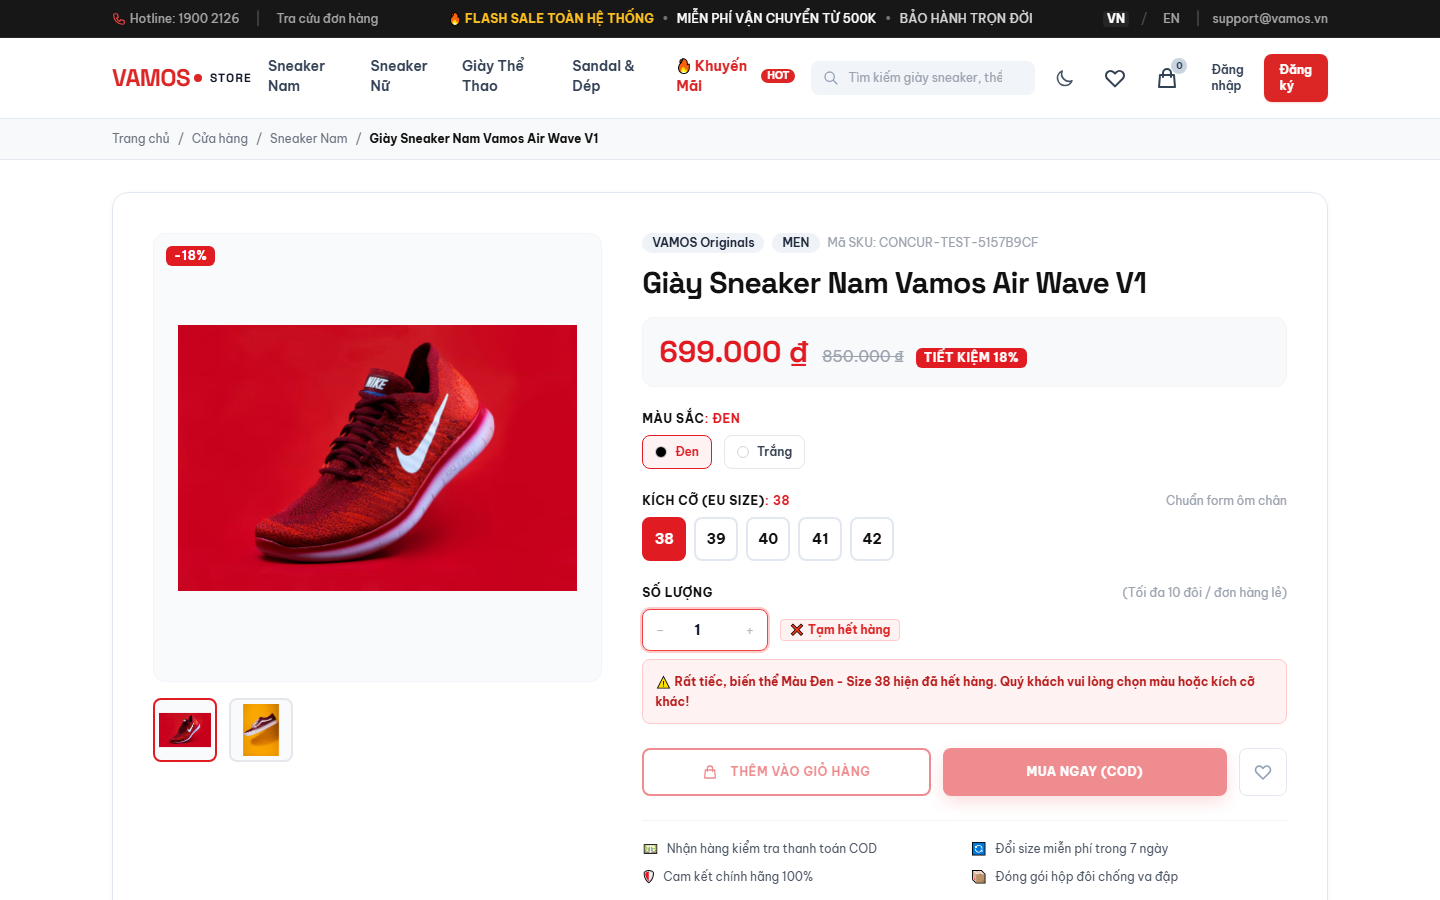 Hotline: 1900 2126 | Tra cứu đơn hàng
FLASH SALE TOÀN HỆ THỐNG • MIỄN PHÍ VẬN CHUYỂN TỪ 500K • BẢO HÀNH TRỌN ĐỜI
VN / EN | support@vamos.vn
VAMOS STORE
Sneaker Nam
Sneaker Nữ
Giày Thể Thao
Sandal & Dép
Khuyến Mãi
HOT
Tìm kiếm giày sneaker, thể
0
Đăng nhập
Đăng ký
Trang chủ / Cửa hàng / Sneaker Nam / Giày Sneaker Nam Vamos Air Wave V1
-18%
NIKE
VAMOS Originals MEN Mã SKU: CONCUR-TEST-5157B9CF
Giày Sneaker Nam Vamos Air Wave V1
699.000 ₫ 850.000 ₫ TIẾT KIỆM 18%
MÀU SẮC: ĐEN
Đen Trắng
KÍCH CỠ (EU SIZE): 38 Chuẩn form ôm chân
38 39 40 41 42
SỐ LƯỢNG (Tối đa 10 đôi / đơn hàng lẻ)
− 1 + Tạm hết hàng
Rất tiếc, biến thể Màu Đen - Size 38 hiện đã hết hàng. Quý khách vui lòng chọn màu hoặc kích cỡ
khác!
THÊM VÀO GIỎ HÀNG MUA NGAY (COD)
Nhận hàng kiểm tra thanh toán COD Đổi size miễn phí trong 7 ngày
Cam kết chính hãng 100% Đóng gói hộp đôi chống va đập